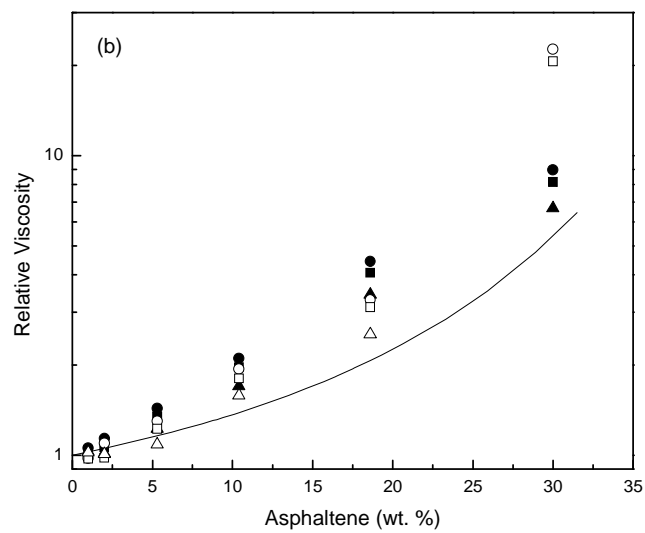 (b)
Relative Viscosity
10
1
0 5 10 15 20 25 30 35
Asphaltene (wt. %)